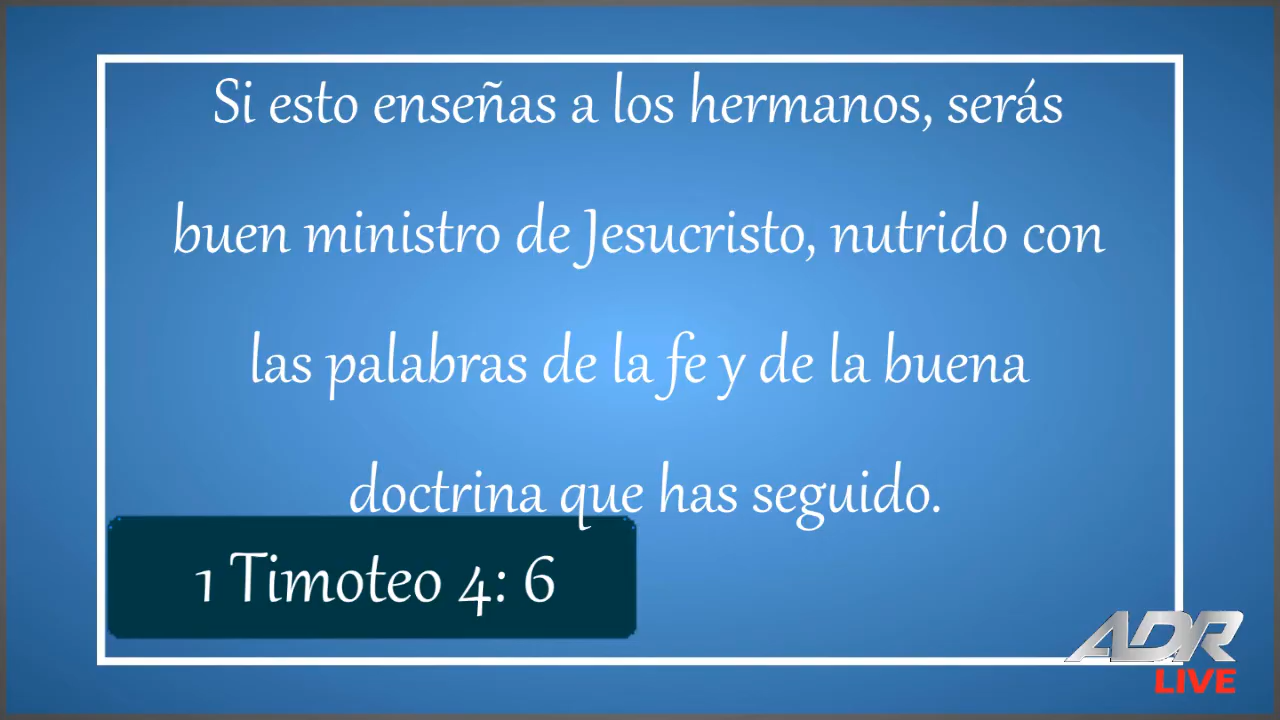 Si esto enseñas a los hermanos, serás
buen ministro de Jesucristo, nutrido con
las palabras de la fe y de la buena
doctrina que has seguido.
1 Timoteo 4: 6
ADR
LIVE